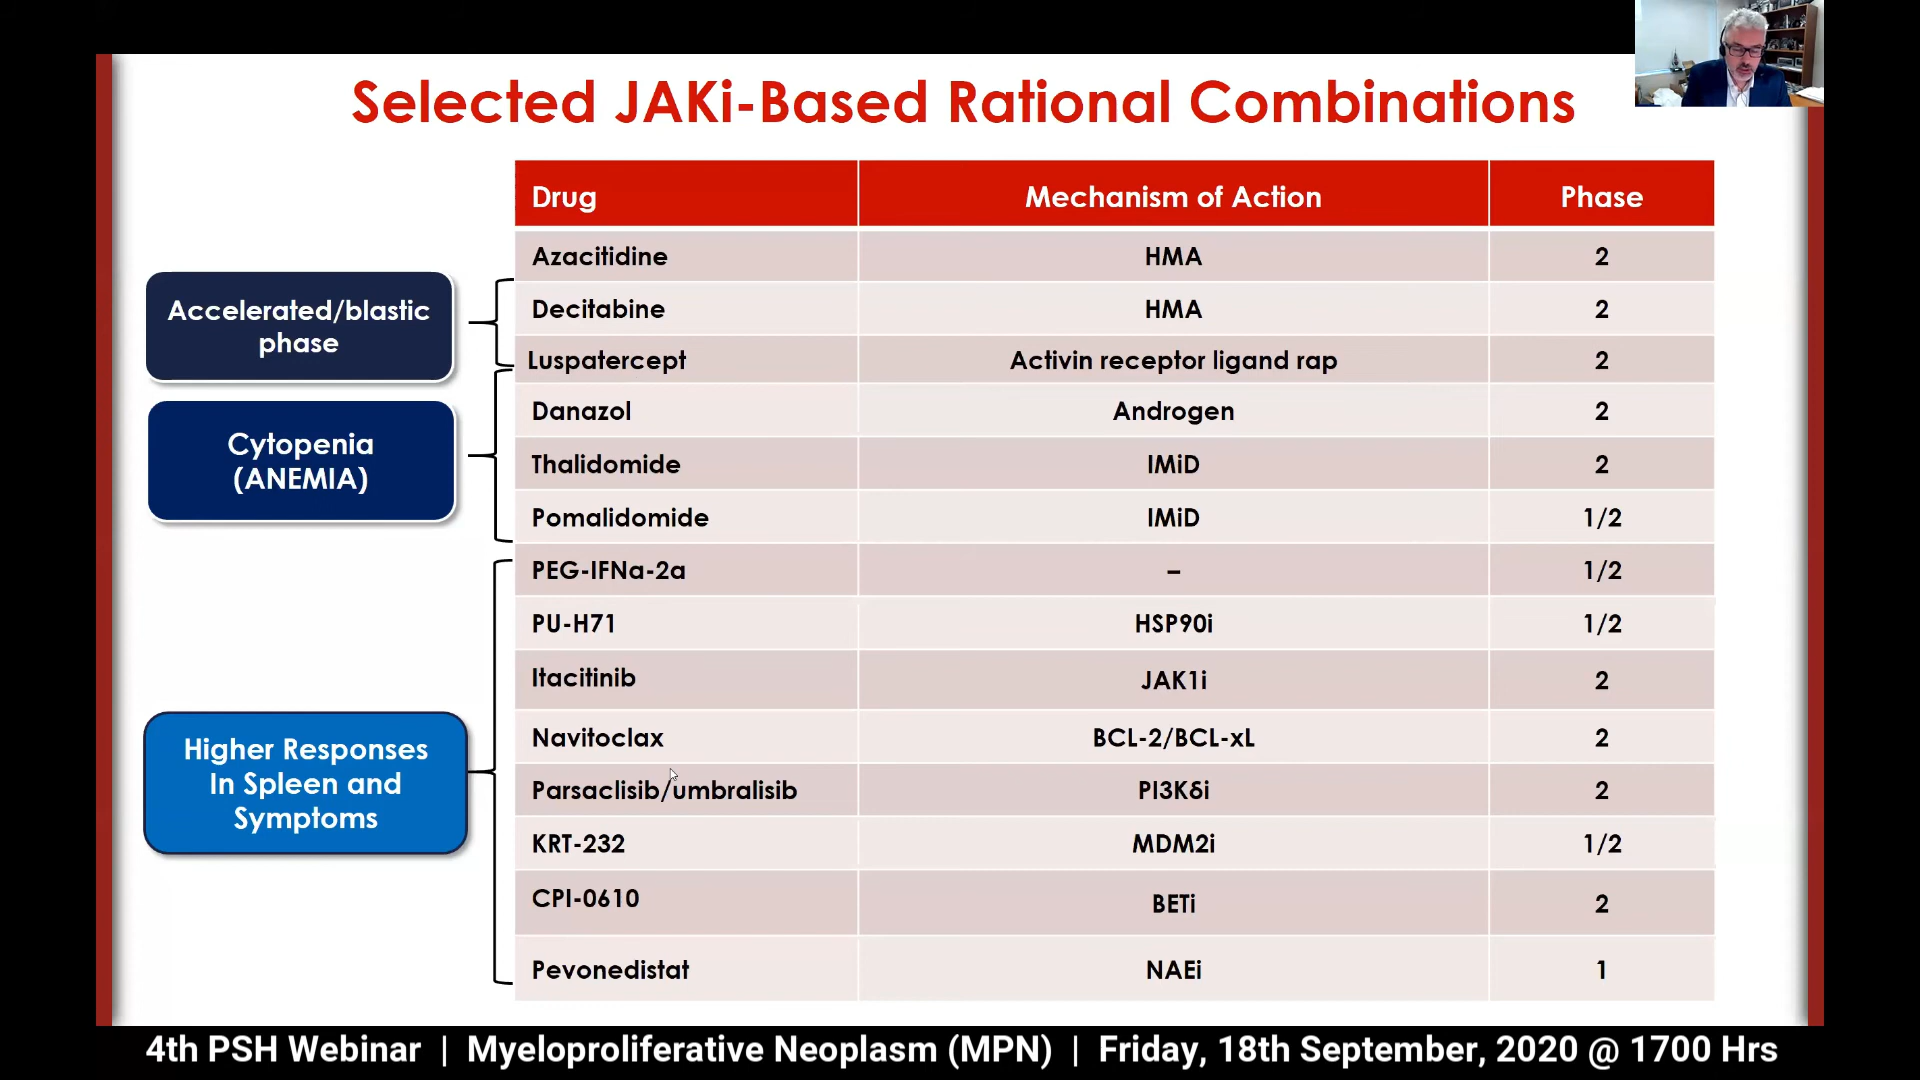 Selected JAKi-Based Rational Combinations
Drug Mechanism of Action Phase
Azacitidine HMA 2
Accelerated/blastic
phase
Decitabine HMA 2
Luspatercept Activin receptor ligand rap 2
Danazol Androgen 2
Cytopenia
(ANEMIA)
Thalidomide IMiD 2
Pomalidomide IMiD 1/2
PEG-IFNa-2a – 1/2
PU-H71 HSP90i 1/2
Itacitinib JAK1i 2
Navitoclax BCL-2/BCL-xL 2
Higher Responses
In Spleen and
Symptoms
Parsaclisib/umbralisib PI3Kδi 2
KRT-232 MDM2i 1/2
CPI-0610 BETi 2
Pevonedistat NAEi 1
4th PSH Webinar | Myeloproliferative Neoplasm (MPN) | Friday, 18th September, 2020 @ 1700 Hrs